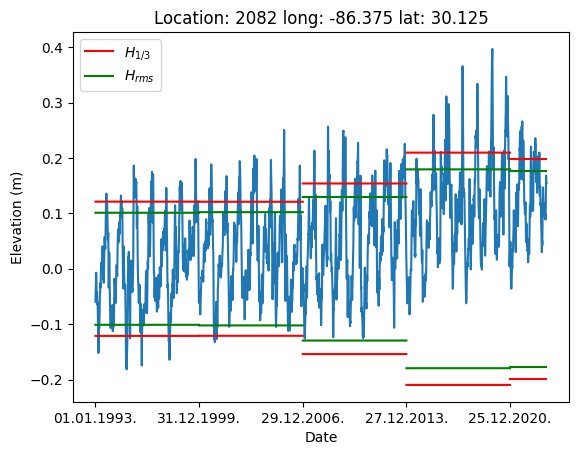 Location: 2082 long: -86.375 lat: 30.125
H1/3
Hrms
Elevation (m)
0.4
0.3
0.2
0.1
0.0
−0.1
−0.2
01.01.1993. 31.12.1999. 29.12.2006. 27.12.2013. 25.12.2020.
Date